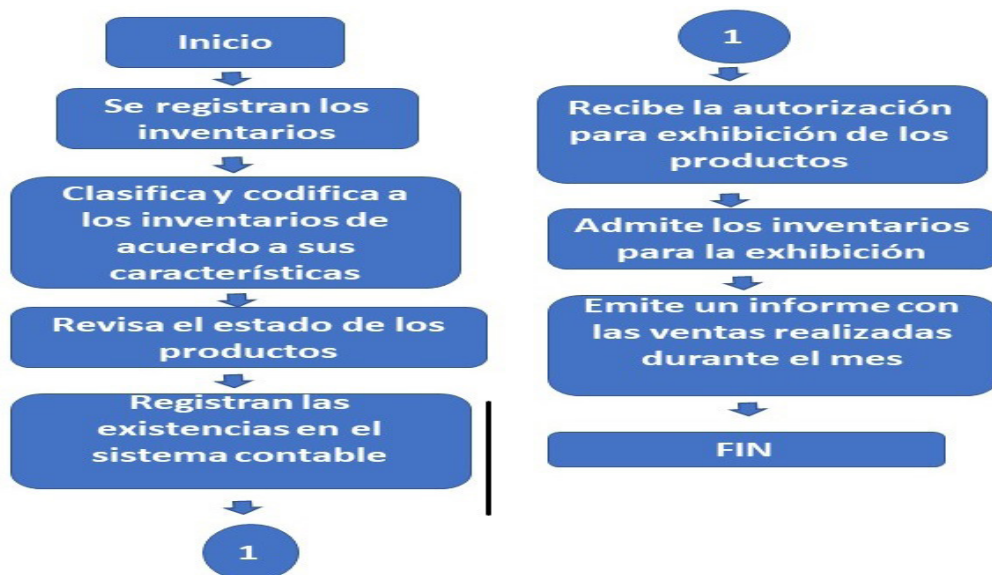 Inicio
Se registran los
inventarios
Clasifica y codifica a
los inventarios de
acuerdo a sus
características
Revisa el estado de los
productos
Registran las
existencias en el
sistema contable
1
1
Recibe la autorización
para exhibición de los
productos
Admite los inventarios
para la exhibición
Emite un informe con
las ventas realizadas
durante el mes
FIN